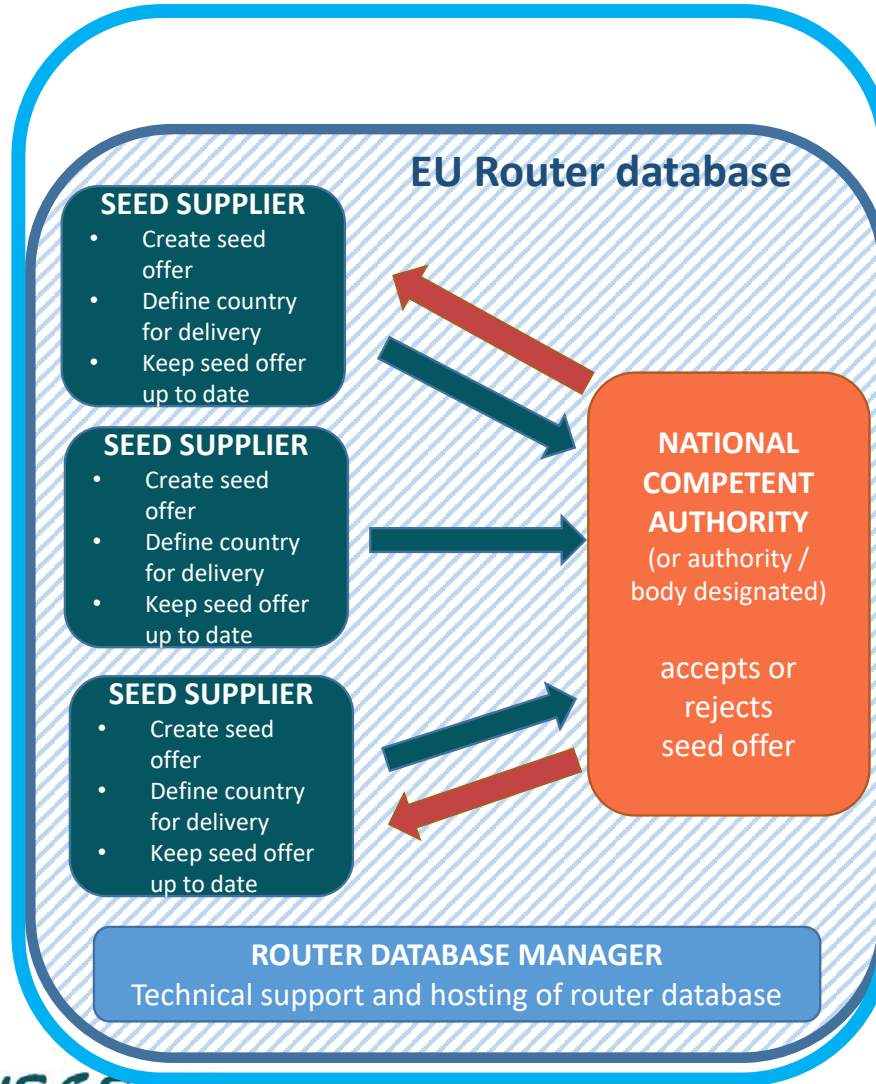 EU Router database
SEED SUPPLIER
• Create seed
offer
• Define country
for delivery
• Keep seed offer
up to date
SEED SUPPLIER
• Create seed
offer
• Define country
for delivery
• Keep seed offer
up to date
SEED SUPPLIER
• Create seed
offer
• Define country
for delivery
• Keep seed offer
up to date
NATIONAL
COMPETENT
AUTHORITY
(or authority /
body designated)
accepts or
rejects
seed offer
ROUTER DATABASE MANAGER
Technical support and hosting of router database